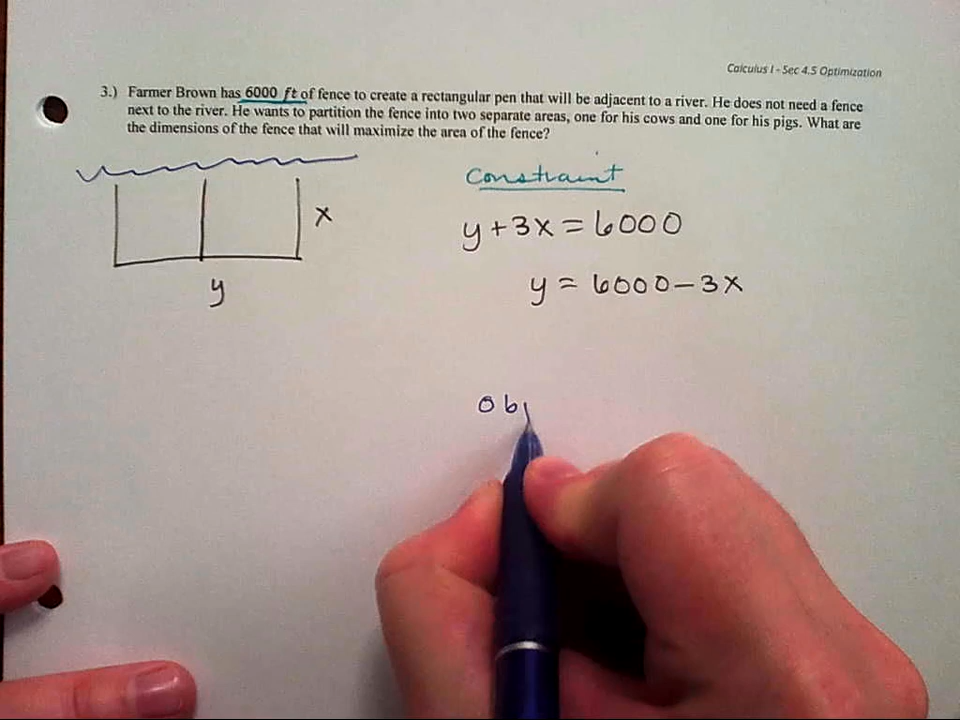 Calculus I - Sec 4.5 Optimization
3.) Farmer Brown has 6000 ft of fence to create a rectangular pen that will be adjacent to a river. He does not need a fence
next to the river. He wants to partition the fence into two separate areas, one for his cows and one for his pigs. What are
the dimensions of the fence that will maximize the area of the fence?
constraint
x
y + 3x = 6000
y
y = 6000 - 3x
ob